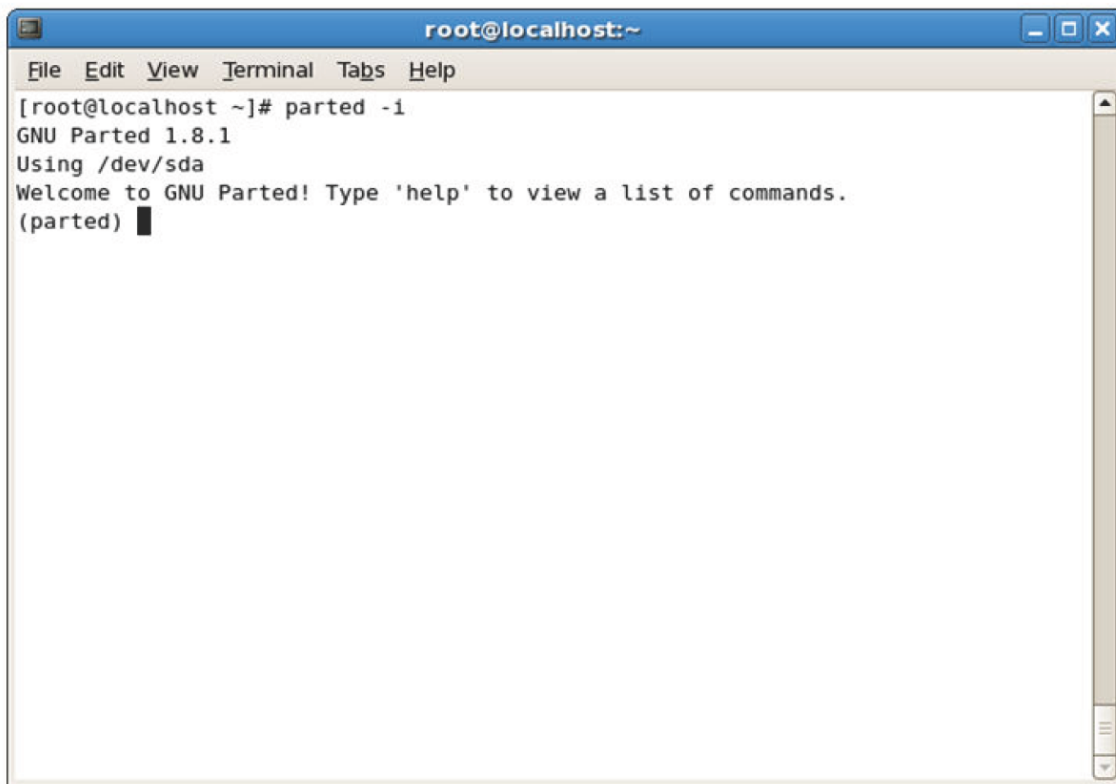 root@localhost:~
File Edit View Terminal Tabs Help
[root@localhost ~]# parted -i
GNU Parted 1.8.1
Using /dev/sda
Welcome to GNU Parted! Type 'help' to view a list of commands.
(parted)